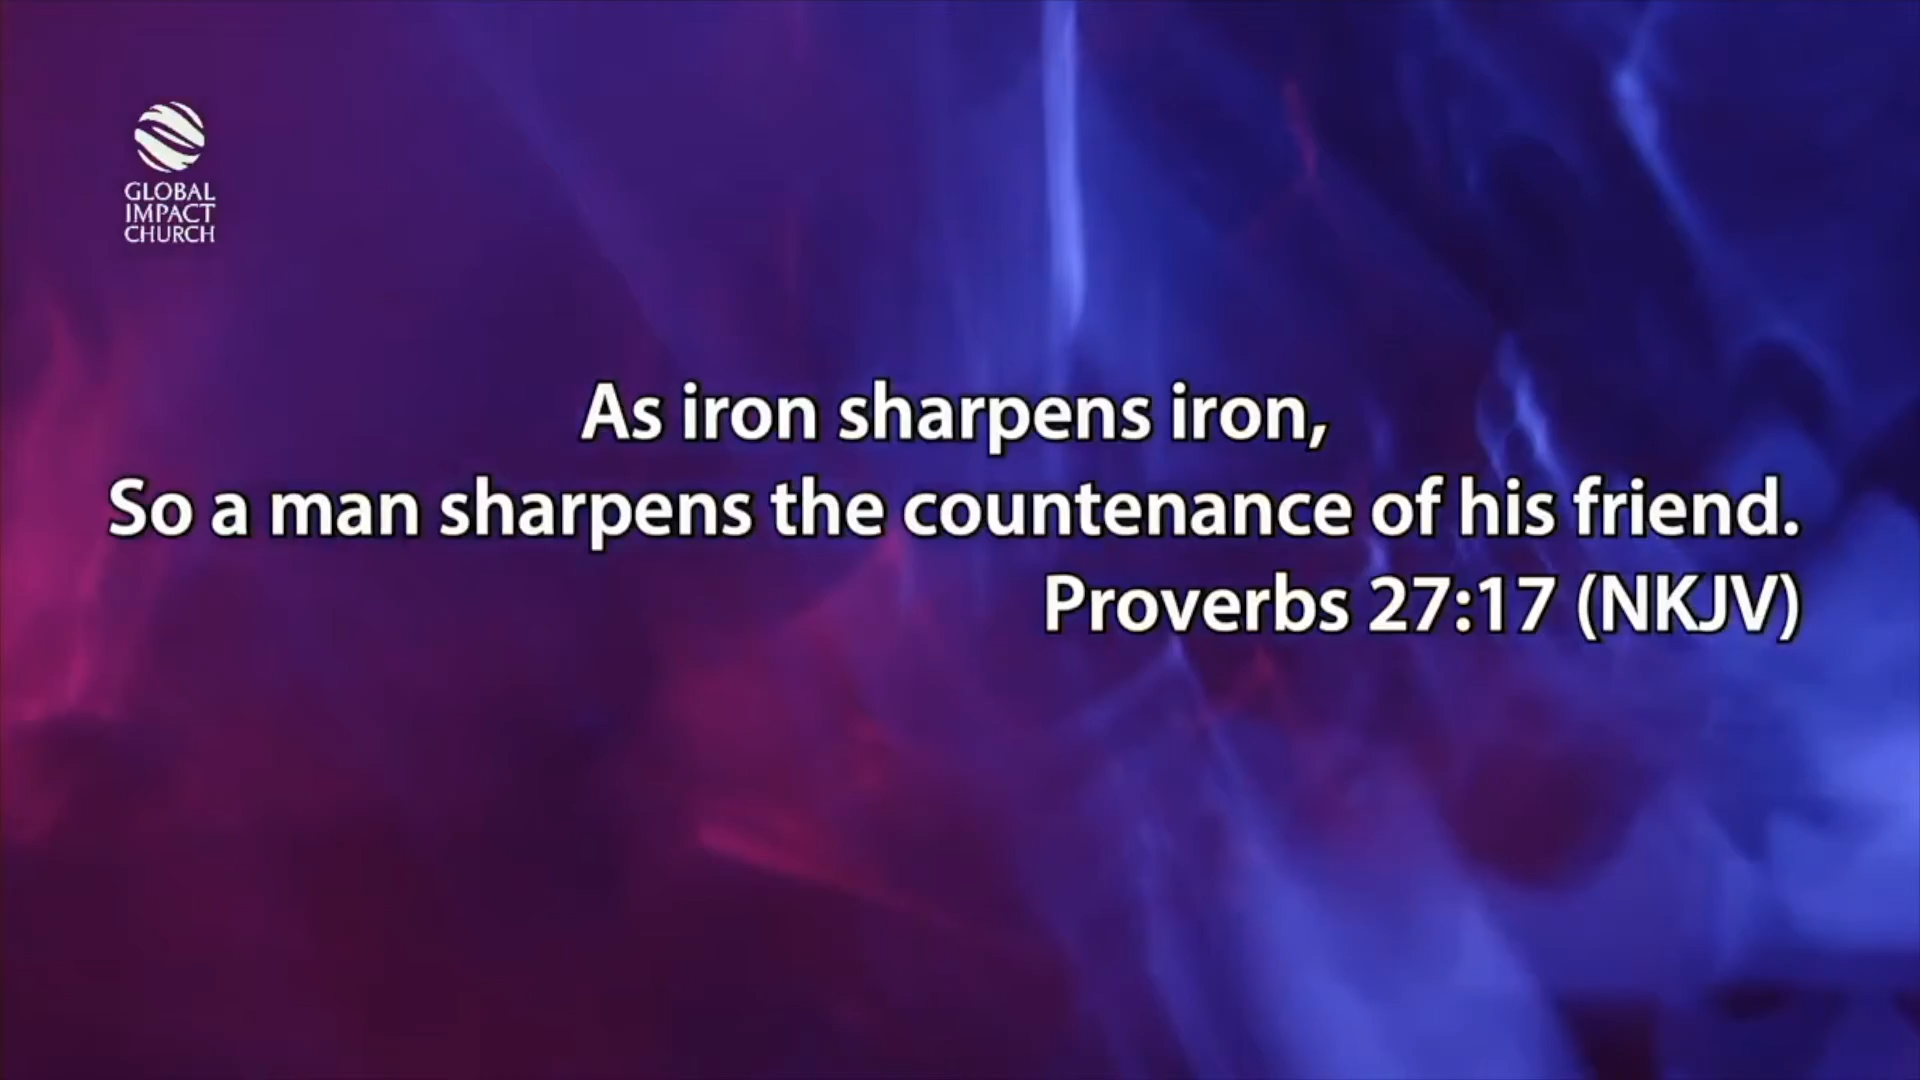 GLOBAL
IMPACT
CHURCH
As iron sharpens iron,
So a man sharpens the countenance of his friend.
Proverbs 27:17 (NKJV)